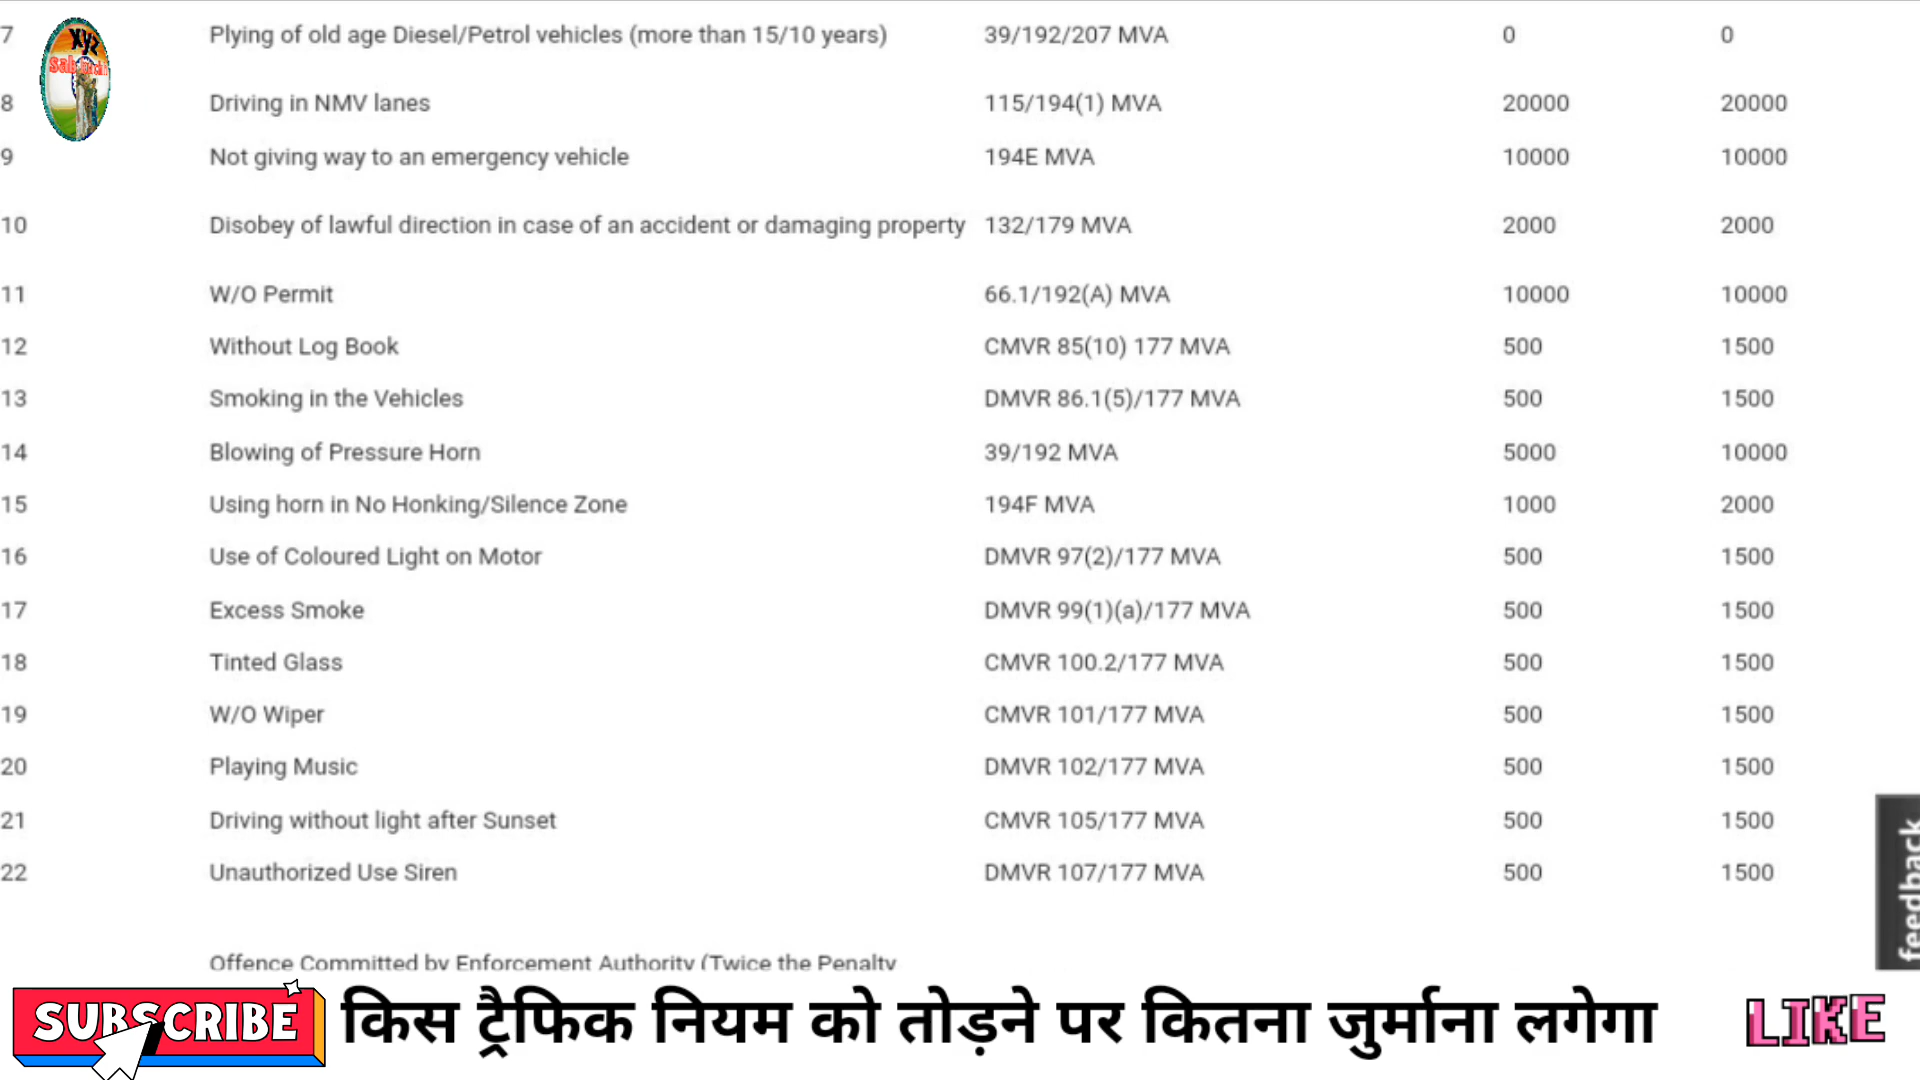 7 Plying of old age Diesel/Petrol vehicles (more than 15/10 years) 39/192/207 MVA 0 0
xyz
8 Driving in NMV lanes 115/194(1) MVA 20000 20000
9 Not giving way to an emergency vehicle 194E MVA 10000 10000
10 Disobey of lawful direction in case of an accident or damaging property 132/179 MVA 2000 2000
11 W/O Permit 66.1/192(A) MVA 10000 10000
12 Without Log Book CMVR 85(10) 177 MVA 500 1500
13 Smoking in the Vehicles DMVR 86.1(5)/177 MVA 500 1500
14 Blowing of Pressure Horn 39/192 MVA 5000 10000
15 Using horn in No Honking/Silence Zone 194F MVA 1000 2000
16 Use of Coloured Light on Motor DMVR 97(2)/177 MVA 500 1500
17 Excess Smoke DMVR 99(1)(a)/177 MVA 500 1500
18 Tinted Glass CMVR 100.2/177 MVA 500 1500
19 W/O Wiper CMVR 101/177 MVA 500 1500
20 Playing Music DMVR 102/177 MVA 500 1500
21 Driving without light after Sunset CMVR 105/177 MVA 500 1500
22 Unauthorized Use Siren DMVR 107/177 MVA 500 1500
feedback
Offence Committed by Enforcement Authority (Twice the Penalty
SUBSCRIBE किस ट्रैफिक नियम को तोड़ने पर कितना जुर्माना लगेगा LIKE